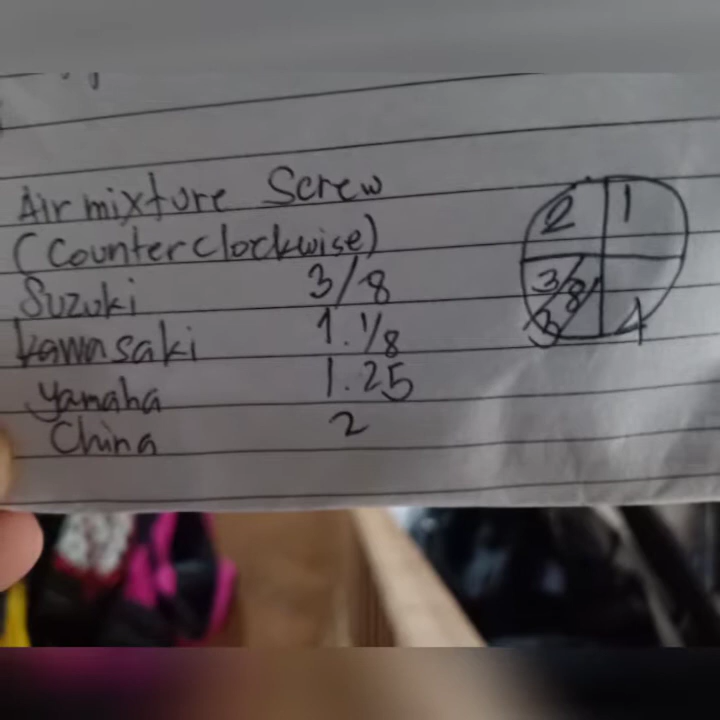 Air mixture Screw
(Counterclockwise)
Suzuki 3/8
kawasaki 1.1/8
Yamaha 1.25
China 2
2 1
3/8
3 4